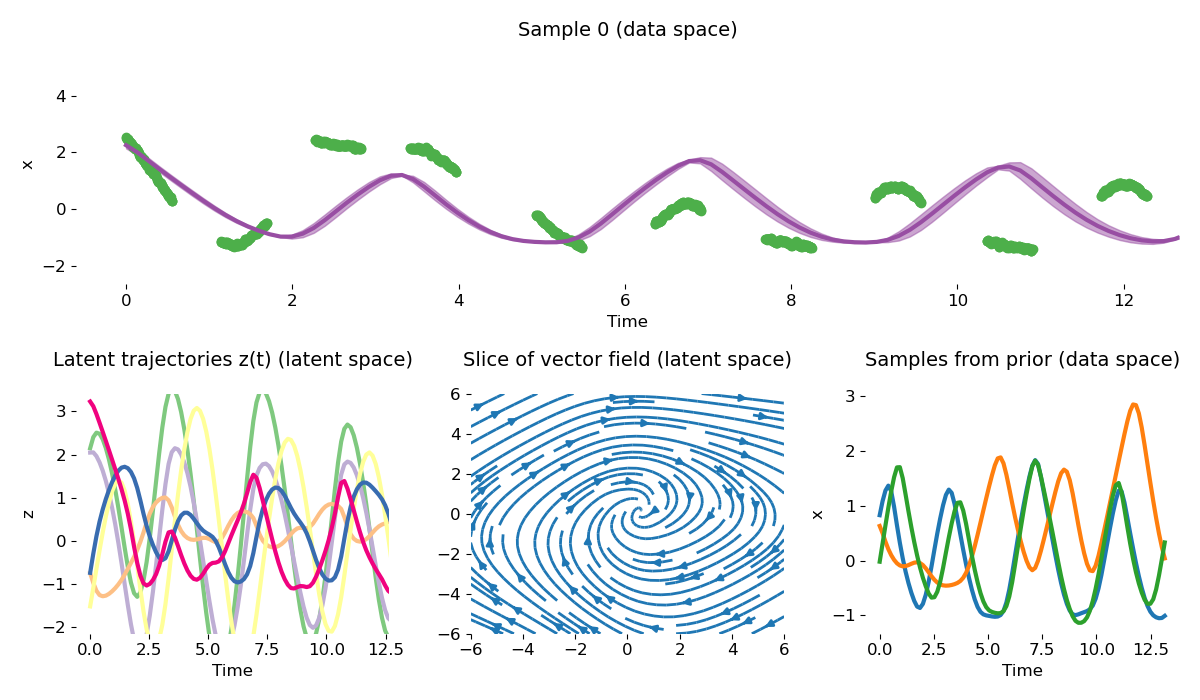 Sample 0 (data space)
4
2
0
−2
x
0 2 4 6 8 10 12
Time
Latent trajectories z(t) (latent space)
3
2
1
0
−1
−2
z
0.0 2.5 5.0 7.5 10.0 12.5
Time
Slice of vector field (latent space)
6
4
2
0
−2
−4
−6
−6 −4 −2 0 2 4 6
Samples from prior (data space)
3
2
1
0
−1
x
0.0 2.5 5.0 7.5 10.0 12.5
Time